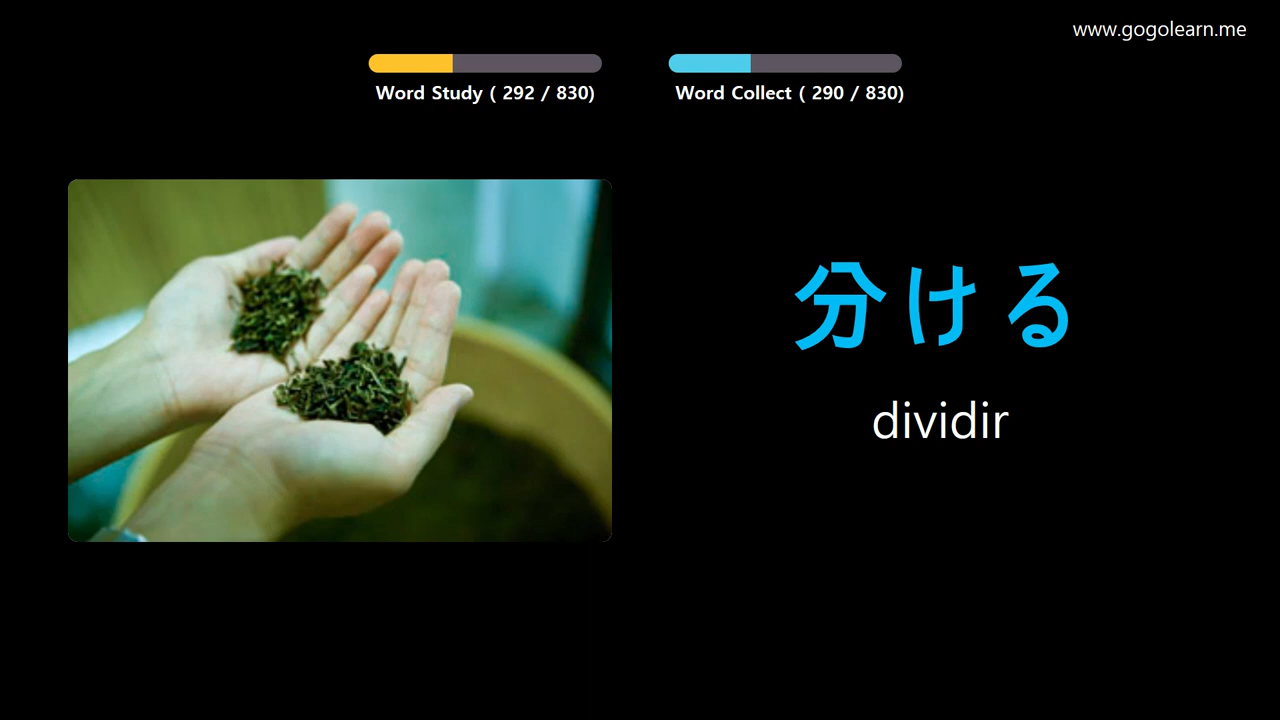 www.gogolearn.me
Word Study ( 292 / 830)
Word Collect ( 290 / 830)
分ける
dividir